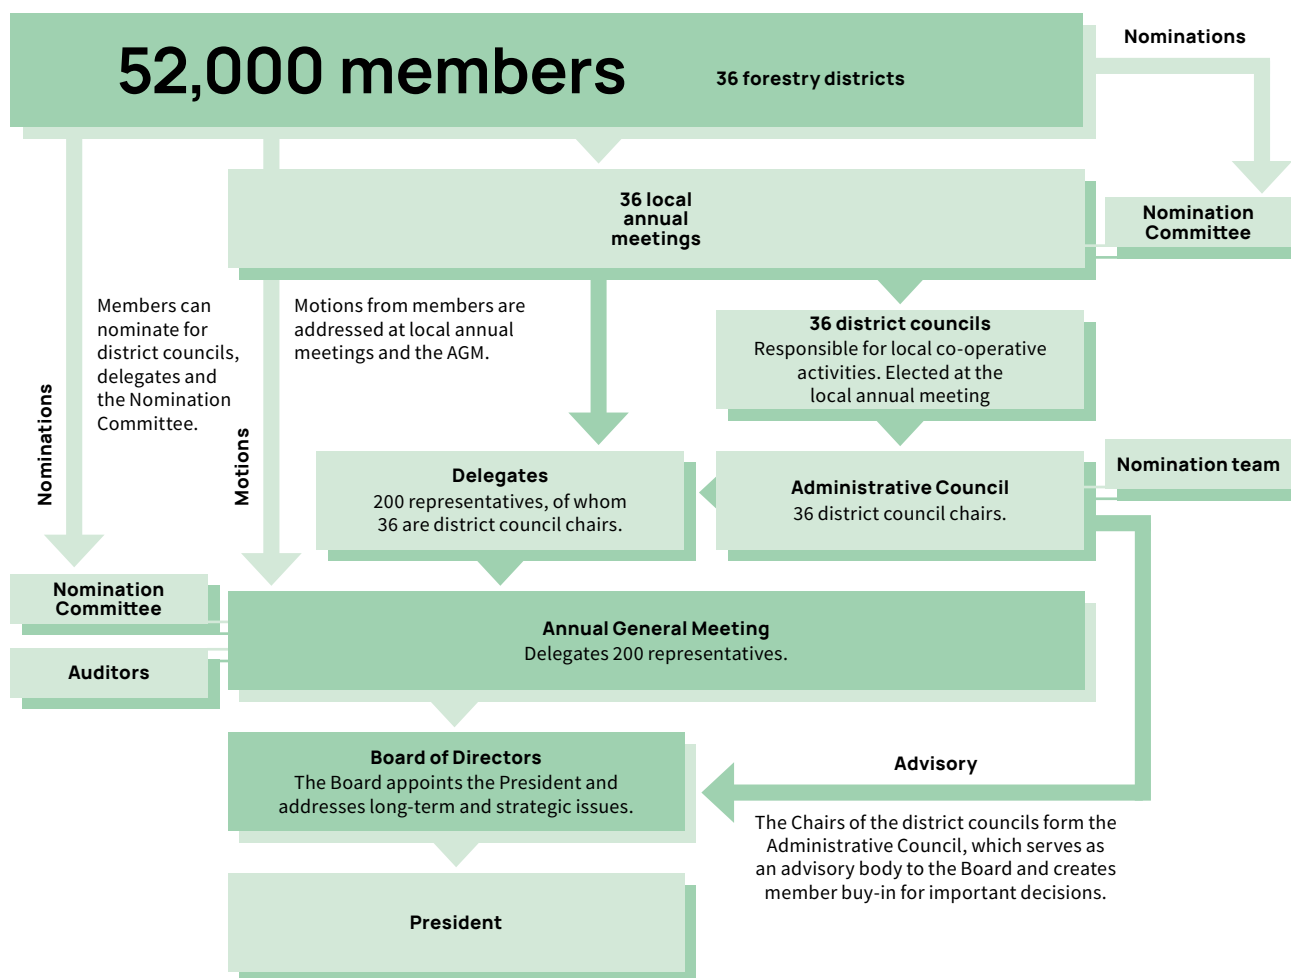 52,000 members
36 forestry districts
Nominations
36 local
annual
meetings
Nomination
Committee
Members can
nominate for
district councils,
delegates and
the Nomination
Committee.
Nominations
Motions from members are
addressed at local annual
meetings and the AGM.
Motions
36 district councils
Responsible for local co-operative
activities. Elected at the
local annual meeting
Delegates
200 representatives, of whom
36 are district council chairs.
Administrative Council
36 district council chairs.
Nomination team
Nomination
Committee
Auditors
Annual General Meeting
Delegates 200 representatives.
Board of Directors
The Board appoints the President and
addresses long-term and strategic issues.
Advisory
The Chairs of the district councils form the
Administrative Council, which serves as
an advisory body to the Board and creates
member buy-in for important decisions.
President